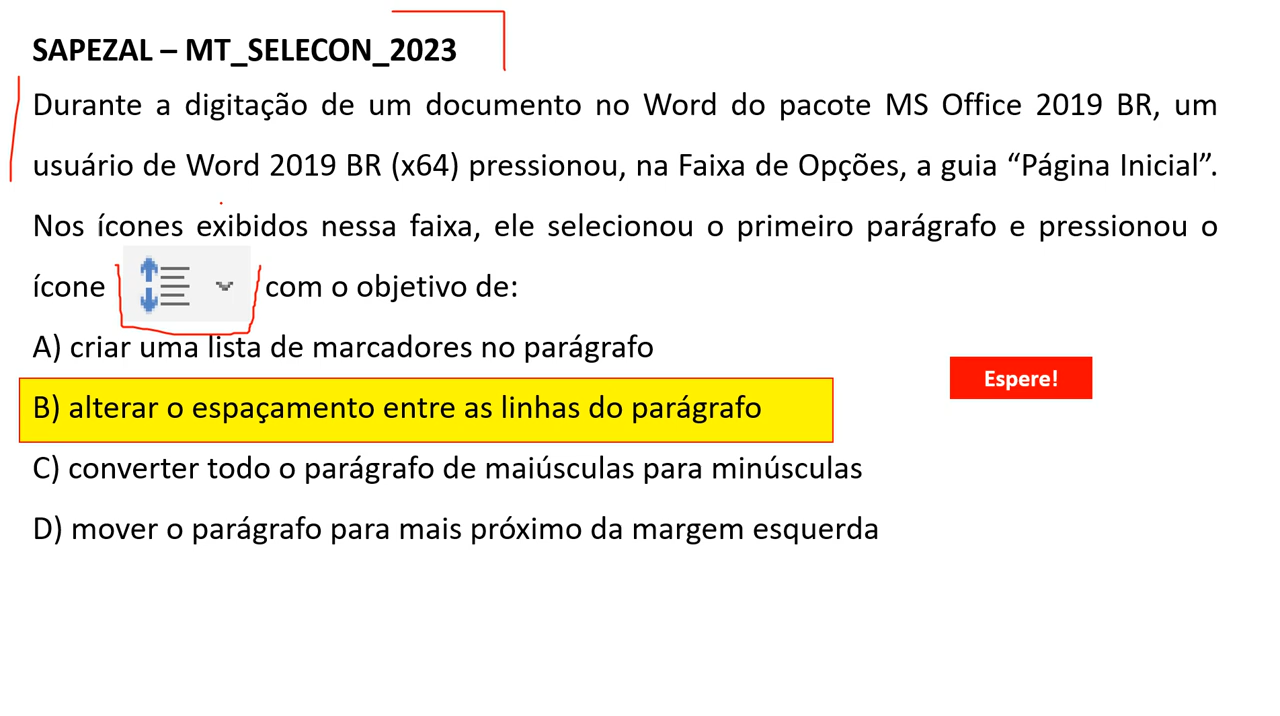 SAPEZAL – MT_SELECON_2023
Durante a digitação de um documento no Word do pacote MS Office 2019 BR, um
usuário de Word 2019 BR (x64) pressionou, na Faixa de Opções, a guia “Página Inicial”.
Nos ícones exibidos nessa faixa, ele selecionou o primeiro parágrafo e pressionou o
ícone com o objetivo de:
A) criar uma lista de marcadores no parágrafo
Espere!
B) alterar o espaçamento entre as linhas do parágrafo
C) converter todo o parágrafo de maiúsculas para minúsculas
D) mover o parágrafo para mais próximo da margem esquerda